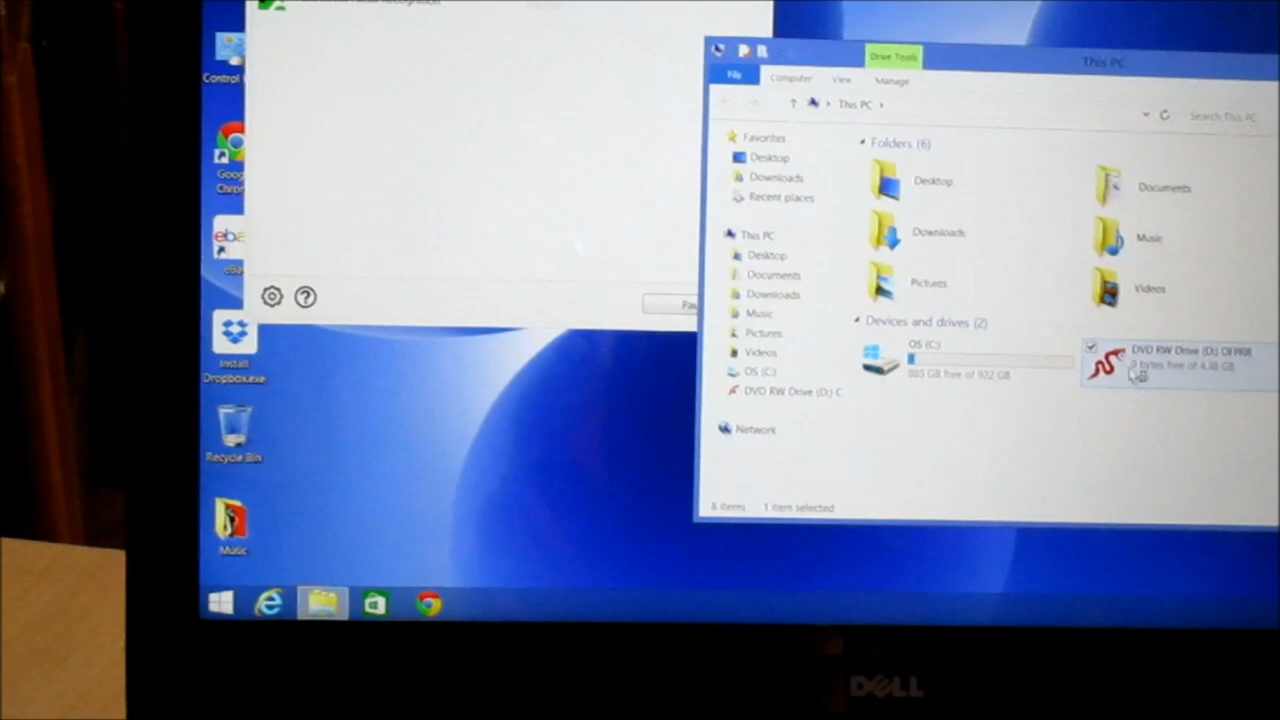 Control
Google
Chrome
eba
eBay
Install
Dropbox.exe
Recycle Bin
Music
Drive Tools
This PC
File
Computer
View
Manage
This PC
Search This PC
Favorites
Desktop
Downloads
Recent places
This PC
Desktop
Documents
Downloads
Music
Pictures
Videos
OS (C:)
DVD RW Drive (D:) C
Network
Folders (6)
Desktop
Documents
Downloads
Music
Pictures
Videos
Devices and drives (2)
OS (C:)
885 GB free of 922 GB
DVD RW Drive (D:)
0 bytes free of 4.38 GB
8 items
1 item selected
DELL